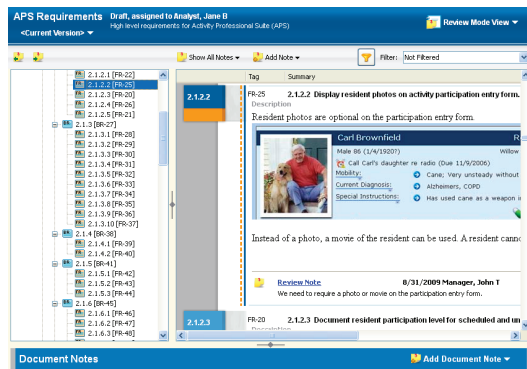 APS Requirements
Draft, assigned to Analyst, Jane B
High level requirements for Activity Professional Suite (APS)
<Current Version>
Review Mode View
Show All Notes
Add Note
Filter:
Not Filtered
Tag
Summary
2.1.2.1 [FR-22]
2.1.2.2 [FR-25]
2.1.2.3 [FR-20]
2.1.2.4 [FR-26]
2.1.2.5 [FR-21]
2.1.3 [BR-27]
2.1.3.1 [FR-28]
2.1.3.2 [FR-29]
2.1.3.3 [FR-30]
2.1.3.4 [FR-31]
2.1.3.5 [FR-32]
2.1.3.6 [FR-33]
2.1.3.7 [FR-34]
2.1.3.8 [FR-35]
2.1.3.9 [FR-36]
2.1.3.10 [FR-37]
2.1.4 [BR-38]
2.1.4.1 [FR-39]
2.1.4.2 [FR-40]
2.1.5 [BR-41]
2.1.5.1 [FR-42]
2.1.5.2 [FR-43]
2.1.5.3 [FR-44]
2.1.6 [BR-45]
2.1.6.1 [FR-46]
2.1.6.2 [FR-47]
2.1.6.3 [FR-48]
2.1.2.2
FR-25
2.1.2.2 Display resident photos on activity participation entry form.
Description
Resident photos are optional on the participation entry form.
Carl Brownfield
R
Male 86 (1/4/1920?)
Willow
Call Carl's daughter re radio (Due 11/9/2006)
Mobility:
Cane; Very unsteady without
Current Diagnosis:
Alzheimers, COPD
Special Instructions:
Has used cane as a weapon i
Instead of a photo, a movie of the resident can be used. A resident canno
Review Note
8/31/2009 Manager, John T
We need to require a photo or movie on the participation entry form.
2.1.2.3
FR-20
2.1.2.3 Document resident participation level for scheduled and un
Description
Document Notes
Add Document Note